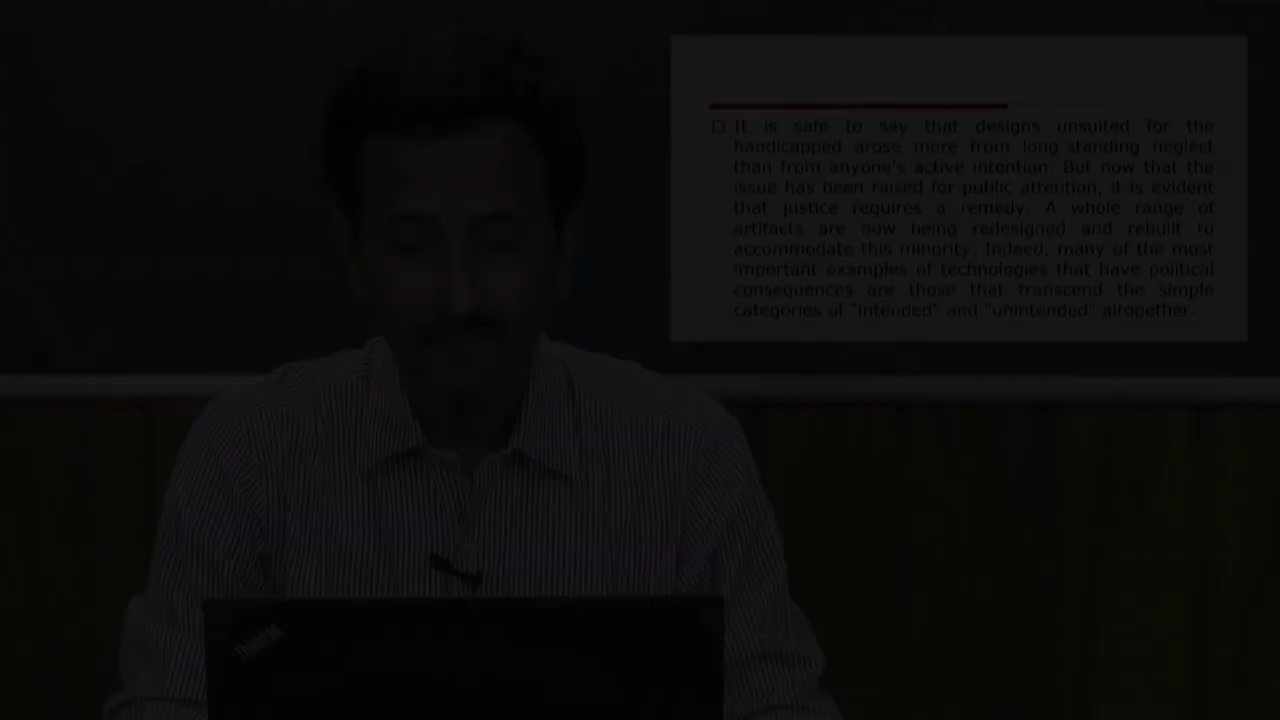 It is safe to say that designs unsuited for the
handicapped arose more from long-standing neglect
than from anyone's active intention. But now that the
issue has been raised for public attention, it is evident
that justice requires a remedy. A whole range of
artifacts are now being redesigned and rebuilt to
accommodate this minority. Indeed, many of the most
important examples of technologies that have political
consequences are those that transcend the simple
categories of "intended" and "unintended" altogether.